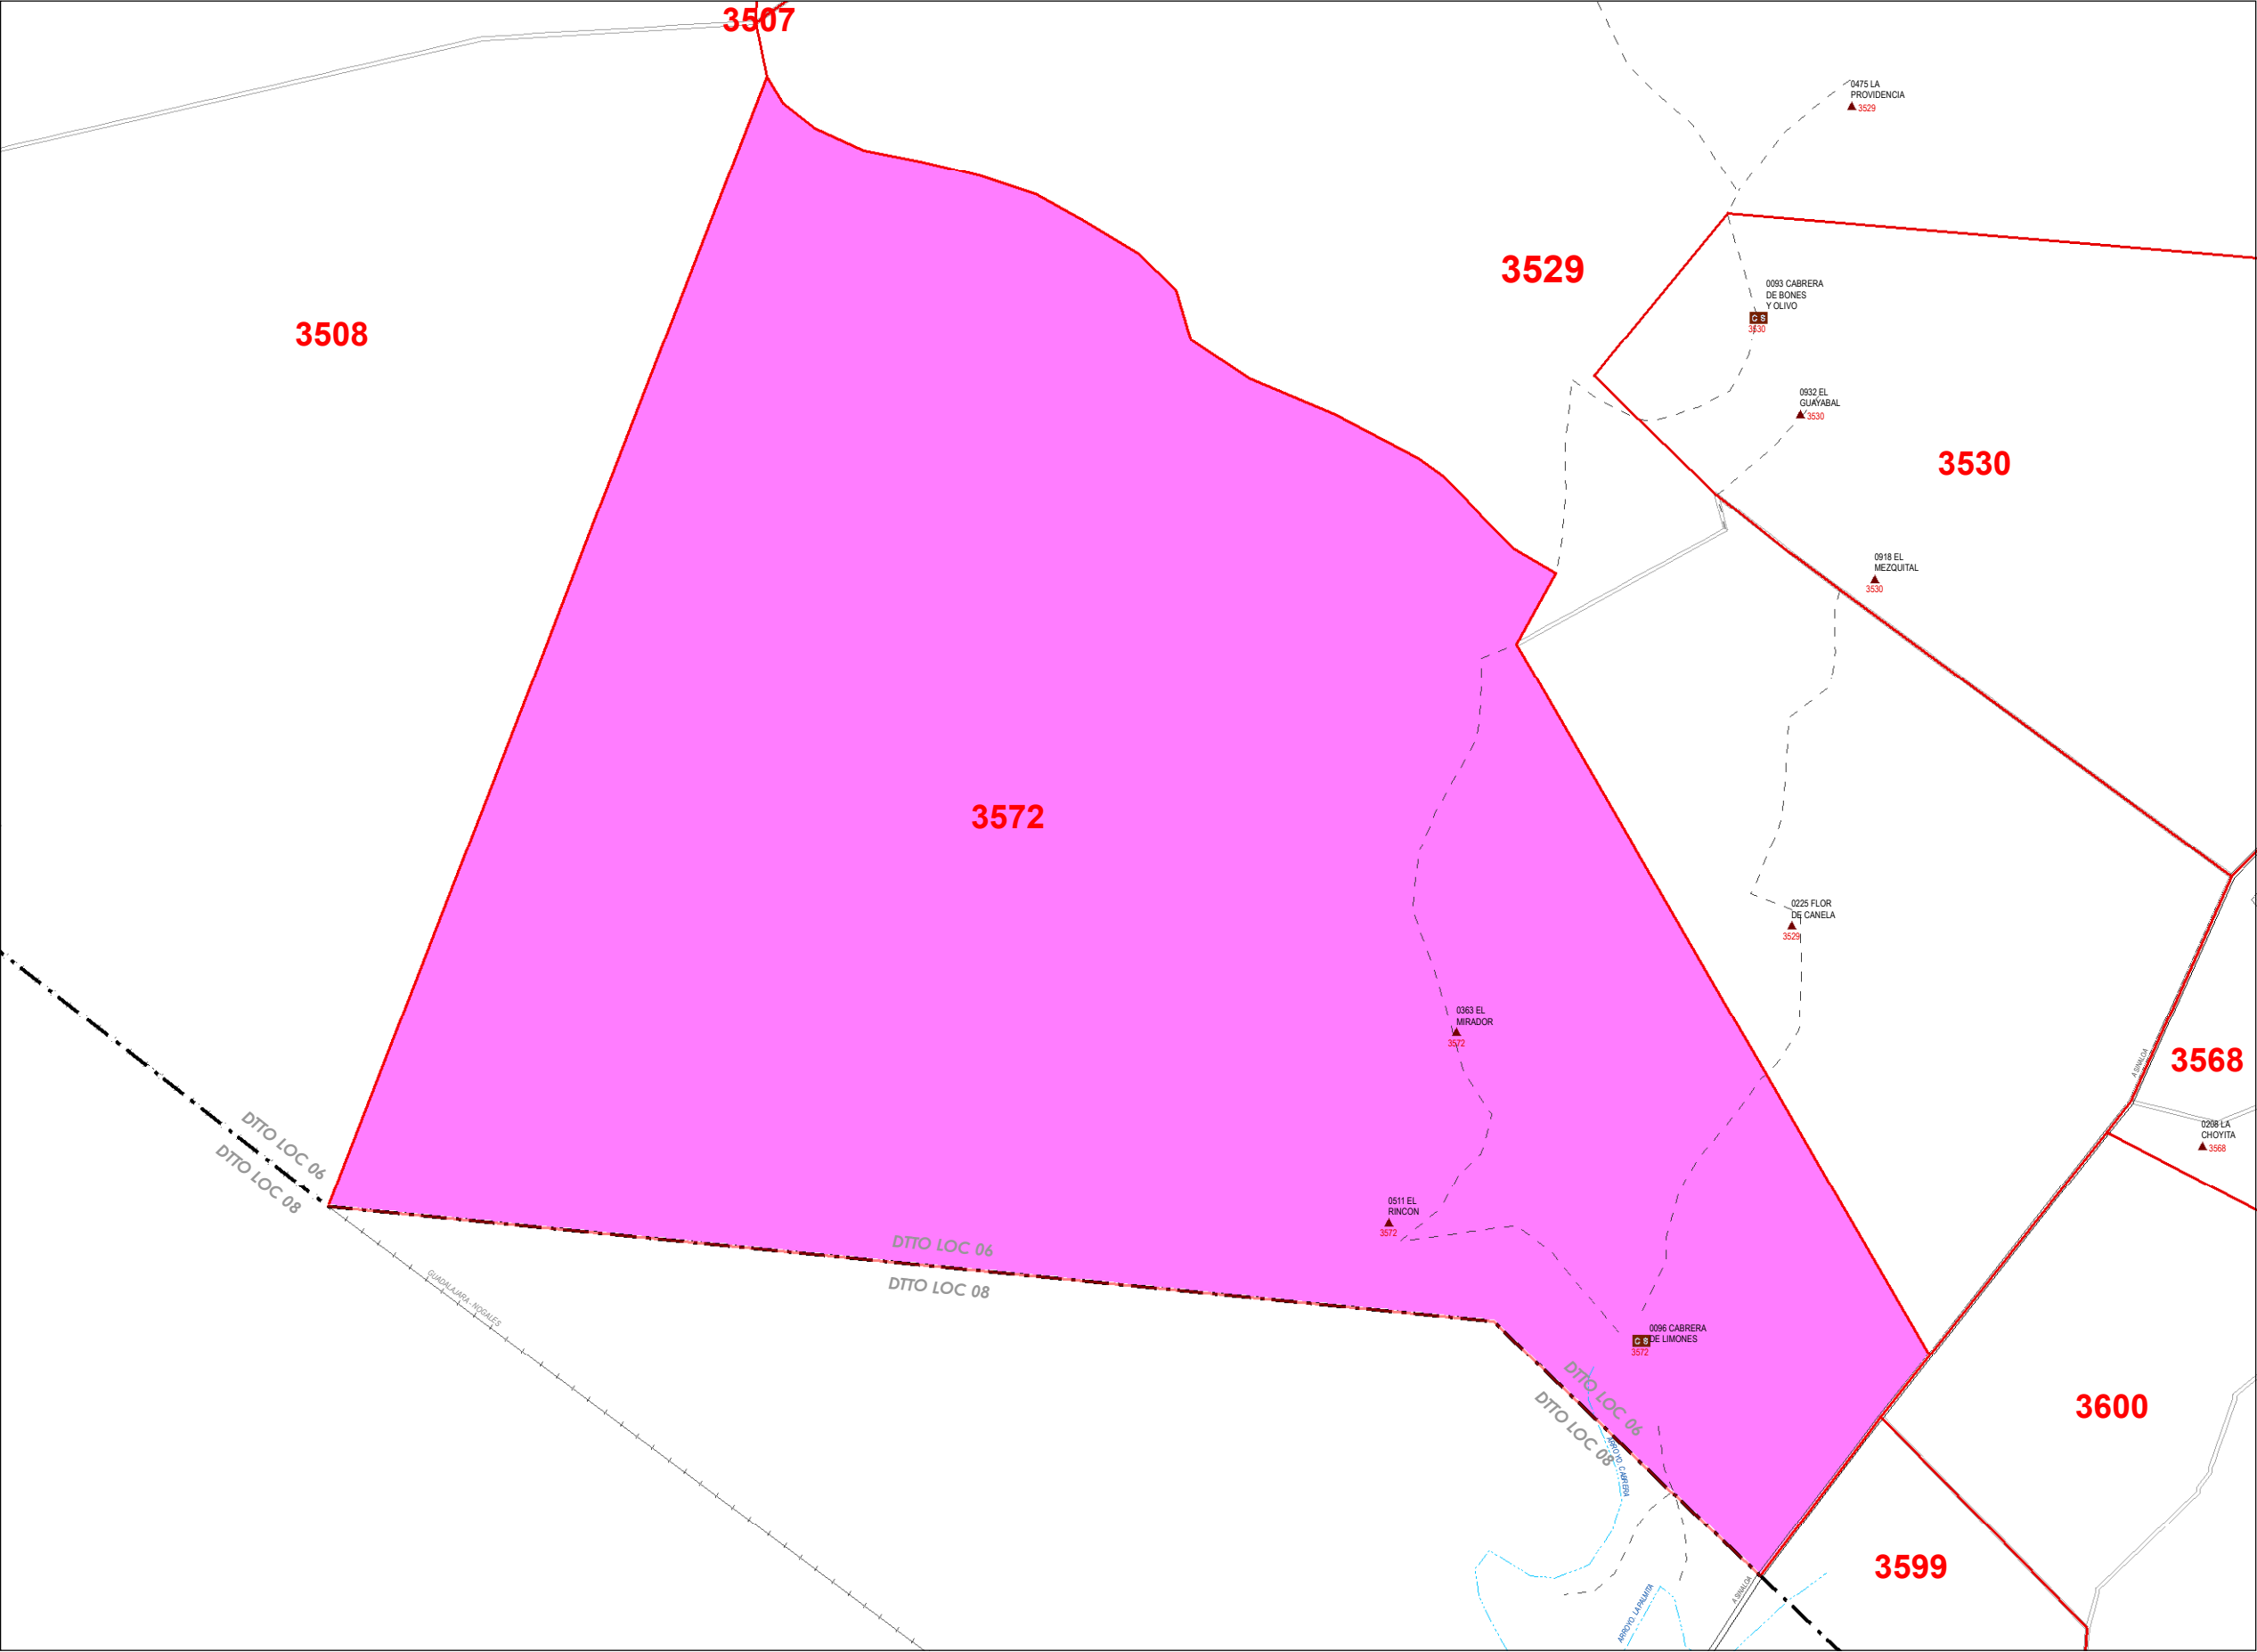 3507
0475 LA
PROVIDENCIA
3529
3529
0093 CABRERA
DE BONES
Y OLIVO
C S
3530
3508
0932 EL
GUAYABAL
3530
3530
0918 EL
MEZQUITAL
3530
3572
0225 FLOR
DE CANELA
3529
0363 EL
MIRADOR
3572
A SINALOA
3568
0208 LA
CHOYITA
3568
DTTO LOC 06
DTTO LOC 08
0511 EL
RINCON
3572
DTTO LOC 06
DTTO LOC 08
GUADALAJARA - NOGALES
0096 CABRERA
DE LIMONES
C S
3572
DTTO LOC 06
DTTO LOC 08
3600
ARROYO CABRERA
3599
A SINALOA
ARROYO LA PALMITA